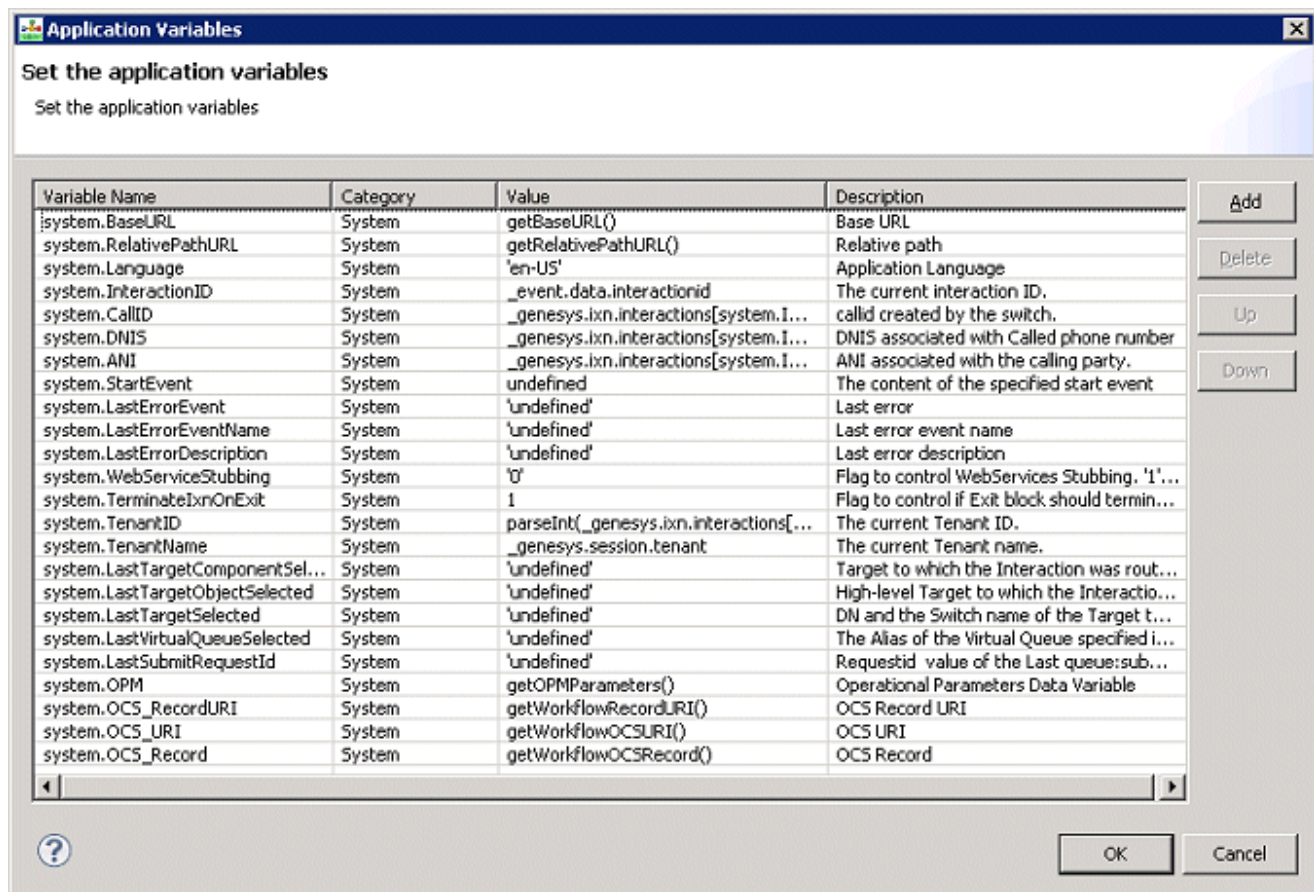 Application Variables
Set the application variables
Set the application variables
Variable Name Category Value Description
system.BaseURL System getBaseURL() Base URL
system.RelativePathURL System getRelativePathURL() Relative path
system.Language System 'en-US' Application Language
system.InteractionID System _event.data.interactionid The current interaction ID.
system.CallID System _genesys.ixn.interactions[system.I... callid created by the switch.
system.DNIS System _genesys.ixn.interactions[system.I... DNIS associated with Called phone number
system.ANI System _genesys.ixn.interactions[system.I... ANI associated with the calling party.
system.StartEvent System undefined The content of the specified start event
system.LastErrorEvent System 'undefined' Last error
system.LastErrorEventName System 'undefined' Last error event name
system.LastErrorDescription System 'undefined' Last error description
system.WebServiceStubbing System '0' Flag to control WebServices Stubbing. '1'...
system.TerminateIxnOnExit System 1 Flag to control if Exit block should termin...
system.TenantID System parseInt(_genesys.ixn.interactions[... The current Tenant ID.
system.TenantName System _genesys.session.tenant The current Tenant name.
system.LastTargetComponentSel... System 'undefined' Target to which the Interaction was rout...
system.LastTargetObjectSelected System 'undefined' High-level Target to which the Interactio...
system.LastTargetSelected System 'undefined' DN and the Switch name of the Target t...
system.LastVirtualQueueSelected System 'undefined' The Alias of the Virtual Queue specified i...
system.LastSubmitRequestId System 'undefined' Requestid value of the Last queue:sub...
system.OPM System getOPMParameters() Operational Parameters Data Variable
system.OCS_RecordURI System getWorkflowRecordURI() OCS Record URI
system.OCS_URI System getWorkflowOCSURI() OCS URI
system.OCS_Record System getWorkflowOCSRecord() OCS Record
Add
Delete
Up
Down
OK Cancel